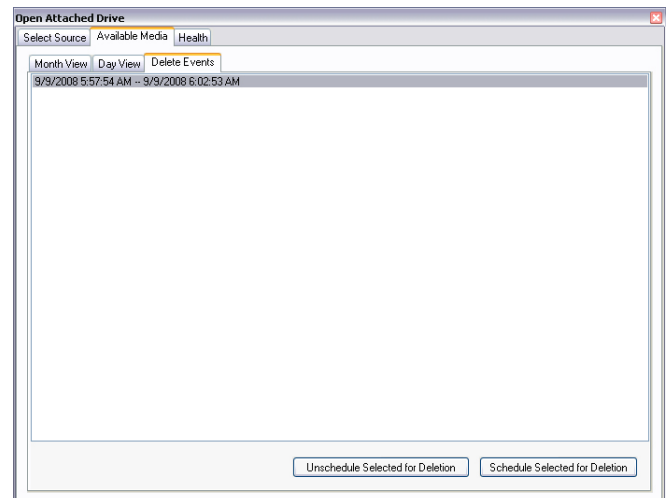 Open Attached Drive
Select Source Available Media Health
Month View Day View Delete Events
9/9/2008 5:57:54 AM -- 9/9/2008 6:02:53 AM
Unschedule Selected for Deletion Schedule Selected for Deletion